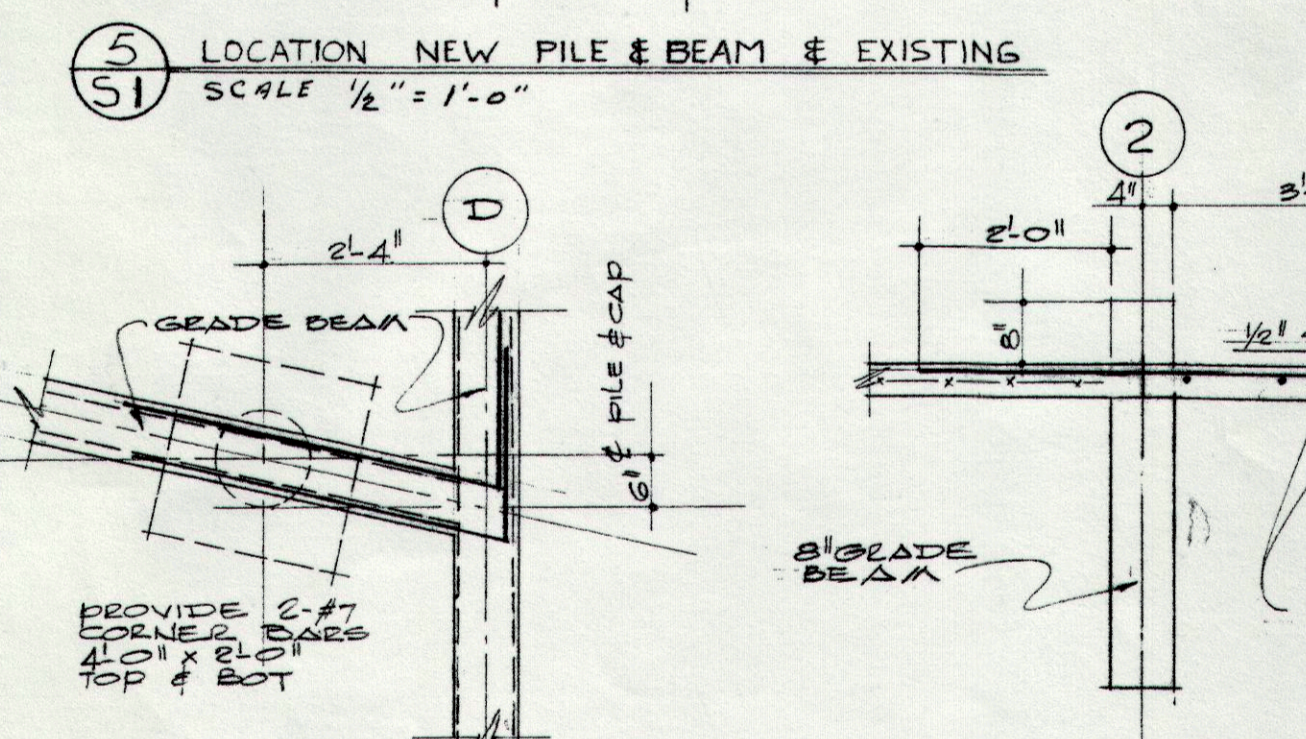 5
S1
LOCATION NEW PILE & BEAM & EXISTING
SCALE 1/2" = 1'-0"
D
2'-4"
GRADE BEAM
℄ PILE & CAP
6"
PROVIDE 2-#7
CORNER BARS
4'-0" x 2'-0"
TOP & BOT
2
4"
2'-0"
8"
1/2"
8" GRADE
BEAM
D